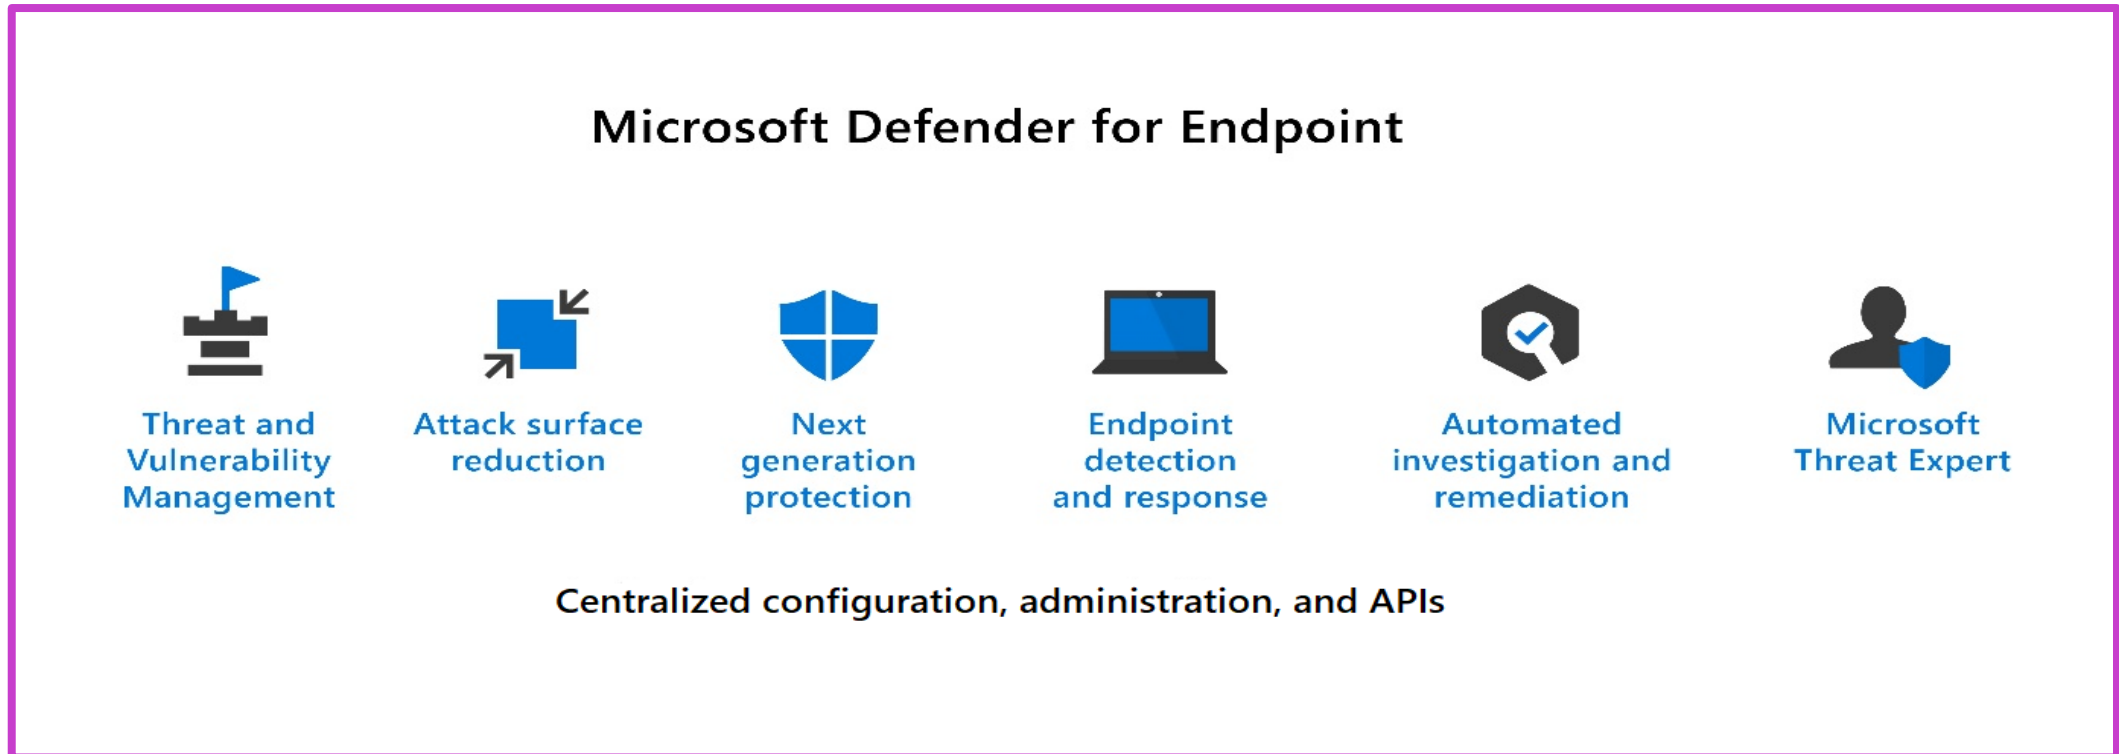 Microsoft Defender for Endpoint
Threat and
Vulnerability
Management
Attack surface
reduction
Next
generation
protection
Endpoint
detection
and response
Automated
investigation and
remediation
Microsoft
Threat Expert
Centralized configuration, administration, and APIs